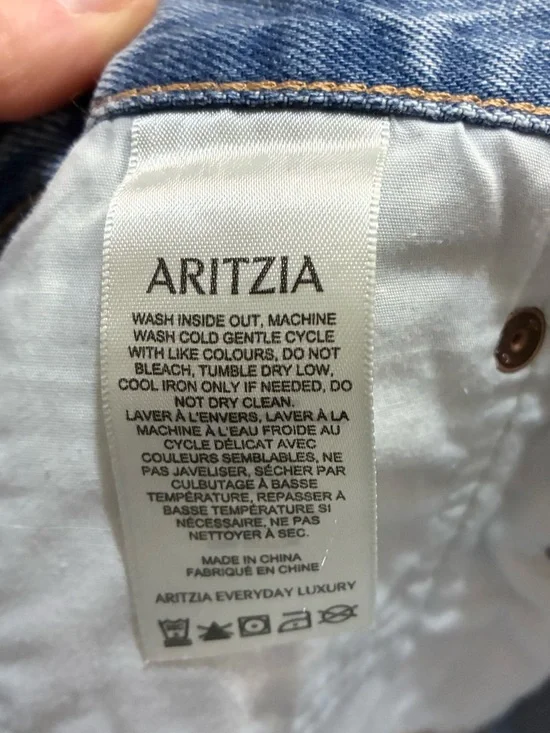 ARITZIA
WASH INSIDE OUT, MACHINE
WASH COLD GENTLE CYCLE
WITH LIKE COLOURS, DO NOT
BLEACH, TUMBLE DRY LOW,
COOL IRON ONLY IF NEEDED, DO
NOT DRY CLEAN.
LAVER À L'ENVERS, LAVER À LA
MACHINE À L'EAU FROIDE AU
CYCLE DÉLICAT AVEC
COULEURS SEMBLABLES, NE
PAS JAVELISER, SÉCHER PAR
CULBUTAGE À BASSE
TEMPÉRATURE, REPASSER À
BASSE TEMPÉRATURE SI
NÉCESSAIRE, NE PAS
NETTOYER À SEC.
MADE IN CHINA
FABRIQUÉ EN CHINE
ARITZIA EVERYDAY LUXURY